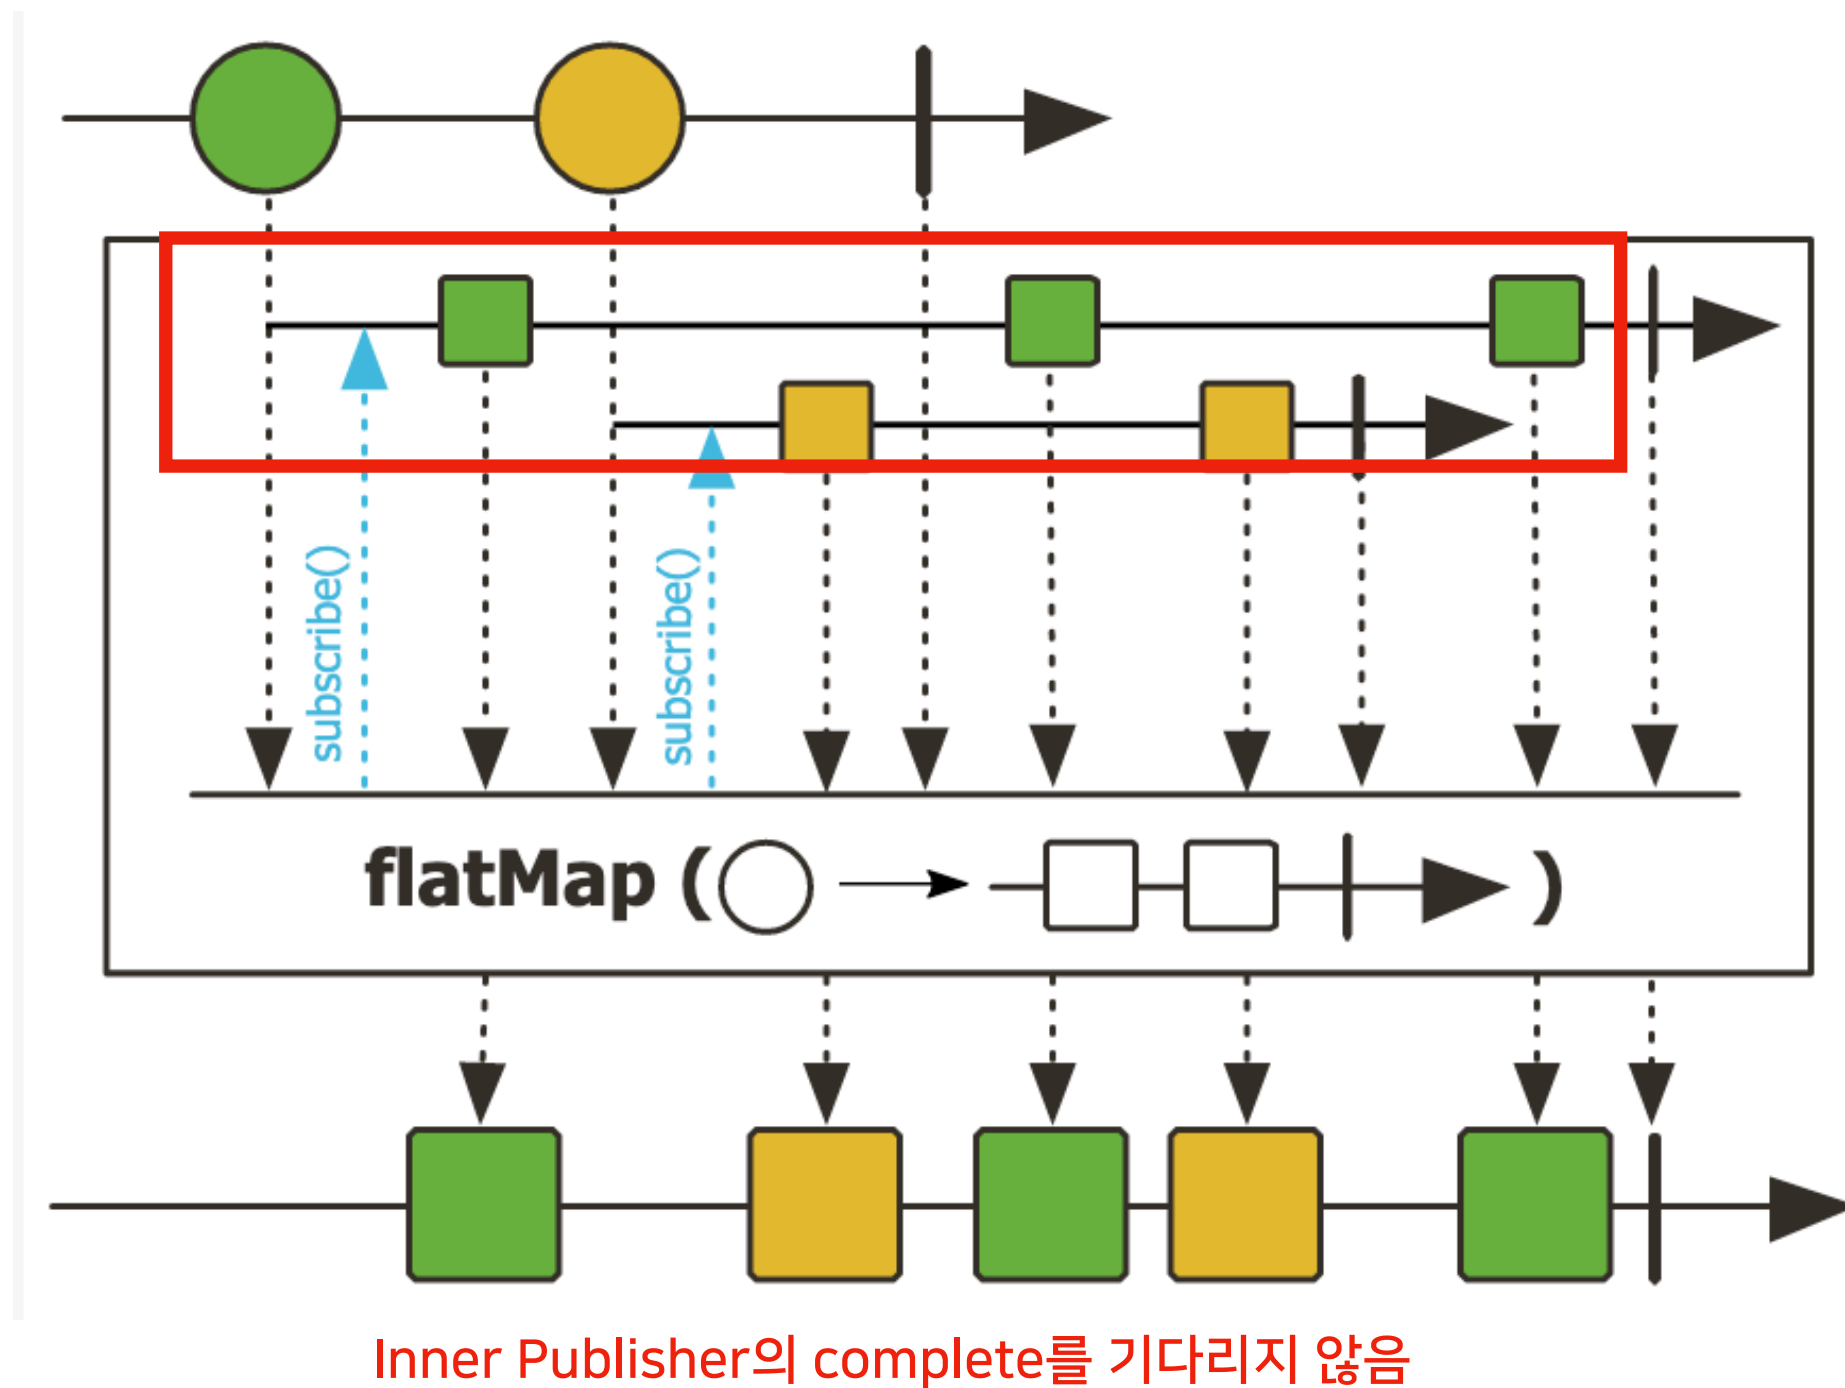 subscribe()
subscribe()
flatMap ( )
Inner Publisher의 complete를 기다리지 않음